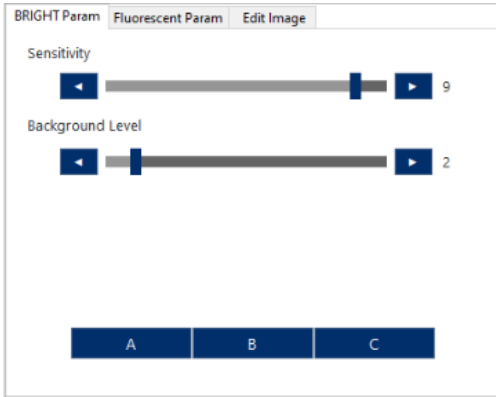 BRIGHT Param Fluorescent Param Edit Image
Sensitivity
9
Background Level
2
A B C